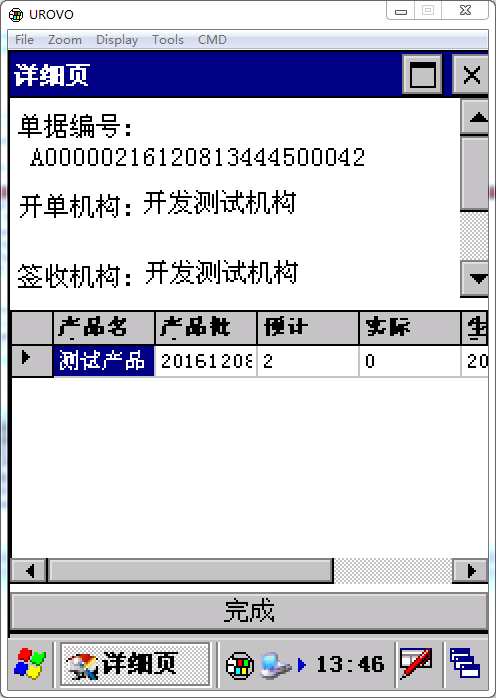 UROVO
File Zoom Display Tools CMD
详细页
单据编号：
A00000216120813444500042
开单机构：开发测试机构
签收机构：开发测试机构
产品名 产品批 预计 实际 生
测试产品 20161208 2 0 20
完成
详细页 13:46